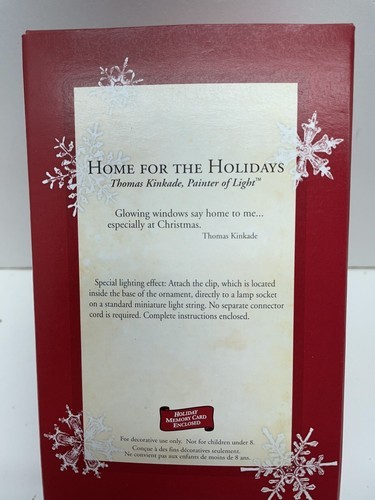 HOME FOR THE HOLIDAYS
Thomas Kinkade, Painter of Light™
Glowing windows say home to me...
especially at Christmas.
Thomas Kinkade
Special lighting effect: Attach the clip, which is located
inside the base of the ornament, directly to a lamp socket
on a standard miniature light string. No separate connector
cord is required. Complete instructions enclosed.
HOLIDAY
MEMORY CARD
ENCLOSED
For decorative use only. Not for children under 8.
Conçuar à des fins décoratives seulement.
Ne convient pas aux enfants de moins de 8 ans.